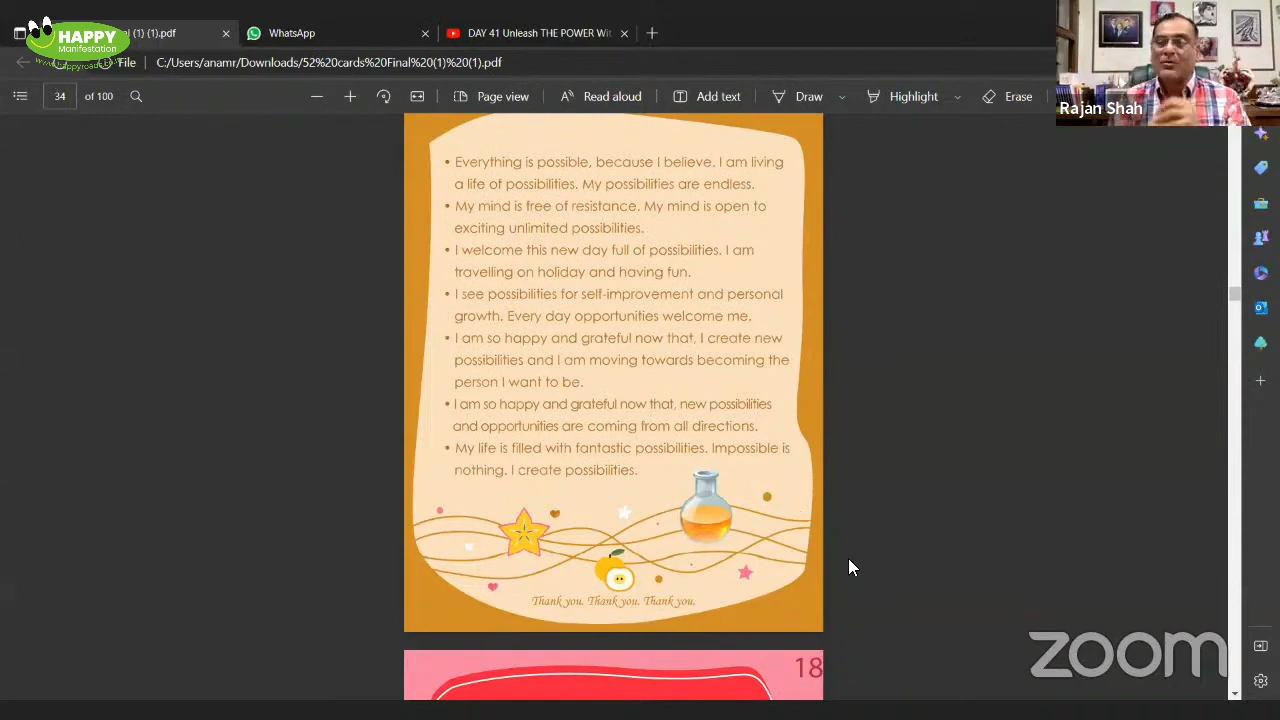 HAPPY
Manifestation
al (1) (1).pdf
WhatsApp
DAY 41 Unleash THE POWER Wit
File
C:/Users/anamr/Downloads/52%20cards%20Final%20(1)%20(1).pdf
34 of 100
Page view
Read aloud
Add text
Draw
Highlight
Erase
Rajan Shah
• Everything is possible, because I believe. I am living
a life of possibilities. My possibilities are endless.
• My mind is free of resistance. My mind is open to
exciting unlimited possibilities.
• I welcome this new day full of possibilities. I am
travelling on holiday and having fun.
• I see possibilities for self-improvement and personal
growth. Every day opportunities welcome me.
• I am so happy and grateful now that, I create new
possibilities and I am moving towards becoming the
person I want to be.
• I am so happy and grateful now that, new possibilities
and opportunities are coming from all directions.
• My life is filled with fantastic possibilities. Impossible is
nothing. I create possibilities.
Thank you. Thank you. Thank you.
18
zoom